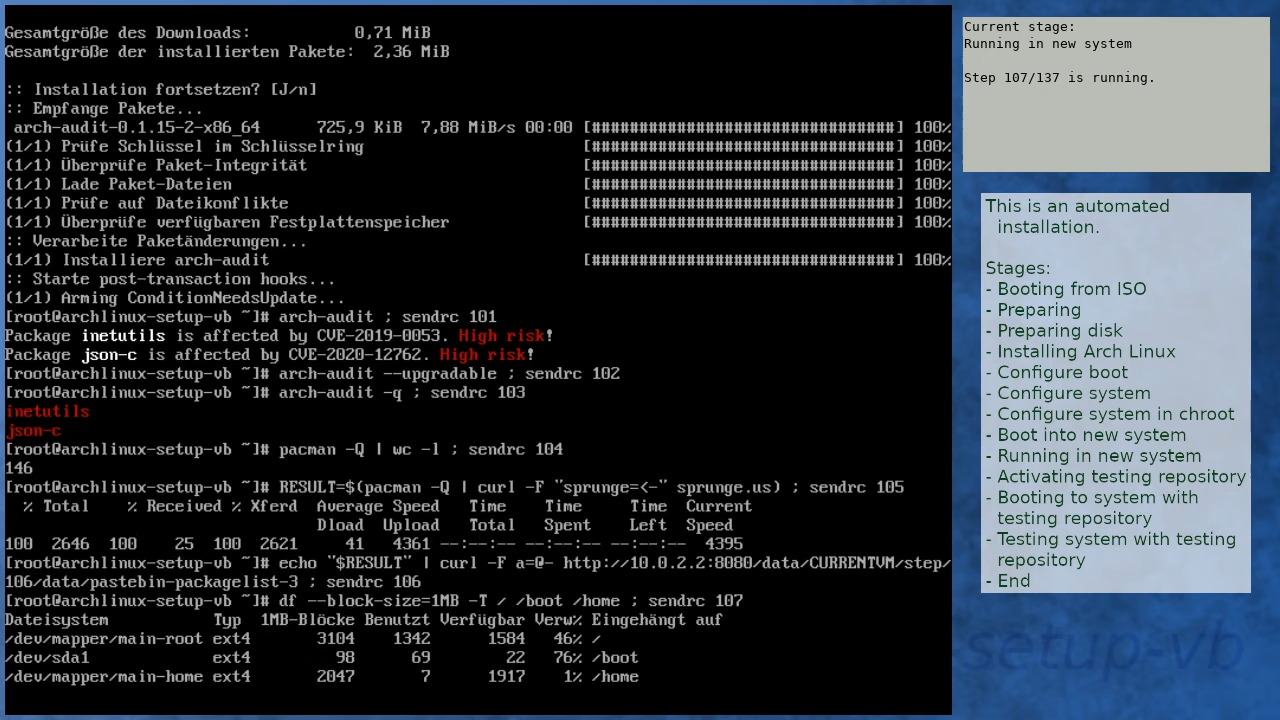 Gesamtgröße des Downloads:           0,71 MiB
Gesamtgröße der installierten Pakete:  2,36 MiB
:: Installation fortsetzen? [J/n]
:: Empfange Pakete...
 arch-audit-0.1.15-2-x86_64      725,9 KiB  7,88 MiB/s 00:00 [################################] 100%
(1/1) Prüfe Schlüssel im Schlüsselring                       [################################] 100%
(1/1) Überprüfe Paket-Integrität                             [################################] 100%
(1/1) Lade Paket-Dateien                                     [################################] 100%
(1/1) Prüfe auf Dateikonflikte                               [################################] 100%
(1/1) Überprüfe verfügbaren Festplattenspeicher              [################################] 100%
:: Verarbeite Paketänderungen...
(1/1) Installiere arch-audit                                 [################################] 100%
:: Starte post-transaction hooks...
(1/1) Arming ConditionNeedsUpdate...
[root@archlinux-setup-vb ~]# arch-audit ; sendrc 101
Package inetutils is affected by CVE-2019-0053. High risk!
Package json-c is affected by CVE-2020-12762. High risk!
[root@archlinux-setup-vb ~]# arch-audit --upgradable ; sendrc 102
[root@archlinux-setup-vb ~]# arch-audit -q ; sendrc 103
inetutils
json-c
[root@archlinux-setup-vb ~]# pacman -Q | wc -l ; sendrc 104
146
[root@archlinux-setup-vb ~]# RESULT=$(pacman -Q | curl -F "sprunge=<-" sprunge.us) ; sendrc 105
  % Total    % Received % Xferd  Average Speed   Time    Time     Time  Current
                                 Dload  Upload   Total   Spent    Left  Speed
100  2646  100    25  100  2621     41   4361 --:--:-- --:--:-- --:--:--  4395
[root@archlinux-setup-vb ~]# echo "$RESULT" | curl -F a=@- http://10.0.2.2:8080/data/CURRENTVM/step/
106/data/pastebin-packagelist-3 ; sendrc 106
[root@archlinux-setup-vb ~]# df --block-size=1MB -T / /boot /home ; sendrc 107
Dateisystem           Typ  1MB-Blöcke Benutzt Verfügbar Verw% Eingehängt auf
/dev/mapper/main-root ext4       3104    1342      1584   46% /
/dev/sda1             ext4         98      69        22   76% /boot
/dev/mapper/main-home ext4       2047       7      1917    1% /home
Current stage:
Running in new system
Step 107/137 is running.
This is an automated
installation.
Stages:
- Booting from ISO
- Preparing
- Preparing disk
- Installing Arch Linux
- Configure boot
- Configure system
- Configure system in chroot
- Boot into new system
- Running in new system
- Activating testing repository
- Booting to system with
testing repository
- Testing system with testing
repository
- End
-setup-vb